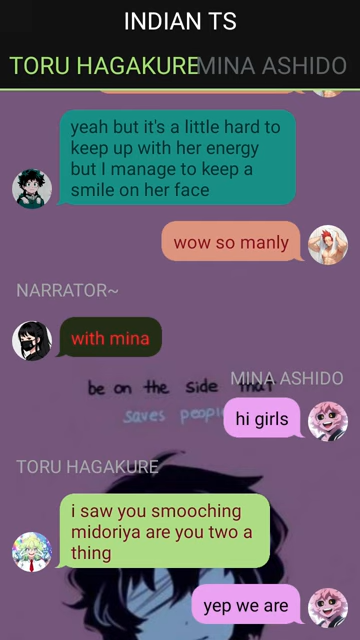 INDIAN TS
TORU HAGAKURE MINA ASHIDO
yeah but it's a little hard to
keep up with her energy
but I manage to keep a
smile on her face
wow so manly
NARRATOR~
with mina
MINA ASHIDO
be on the side that
saves people
hi girls
TORU HAGAKURE
i saw you smooching
midoriya are you two a
thing
yep we are